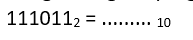 111011₂ = ......... ₁₀